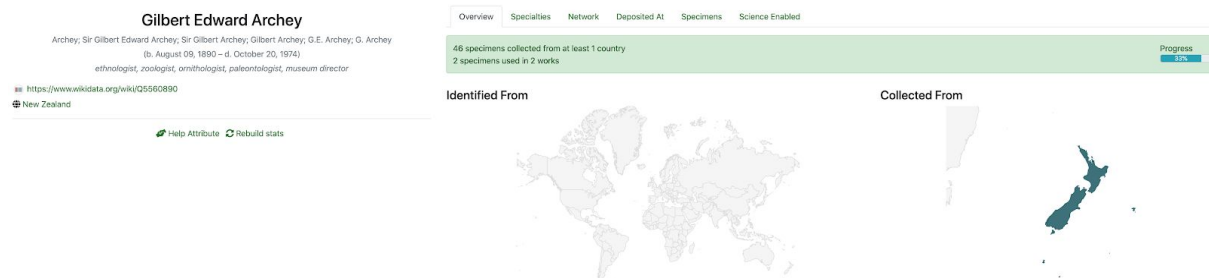 Gilbert Edward Archey
Archey; Sir Gilbert Edward Archey; Sir Gilbert Archey; Gilbert Archey; G.E. Archey; G. Archey
(b. August 09, 1890 – d. October 20, 1974)
ethnologist, zoologist, ornithologist, paleontologist, museum director
https://www.wikidata.org/wiki/Q5560890
New Zealand
Help Attribute Rebuild stats
Overview Specialties Network Deposited At Specimens Science Enabled
46 specimens collected from at least 1 country
2 specimens used in 2 works
Progress
33%
Identified From
Collected From